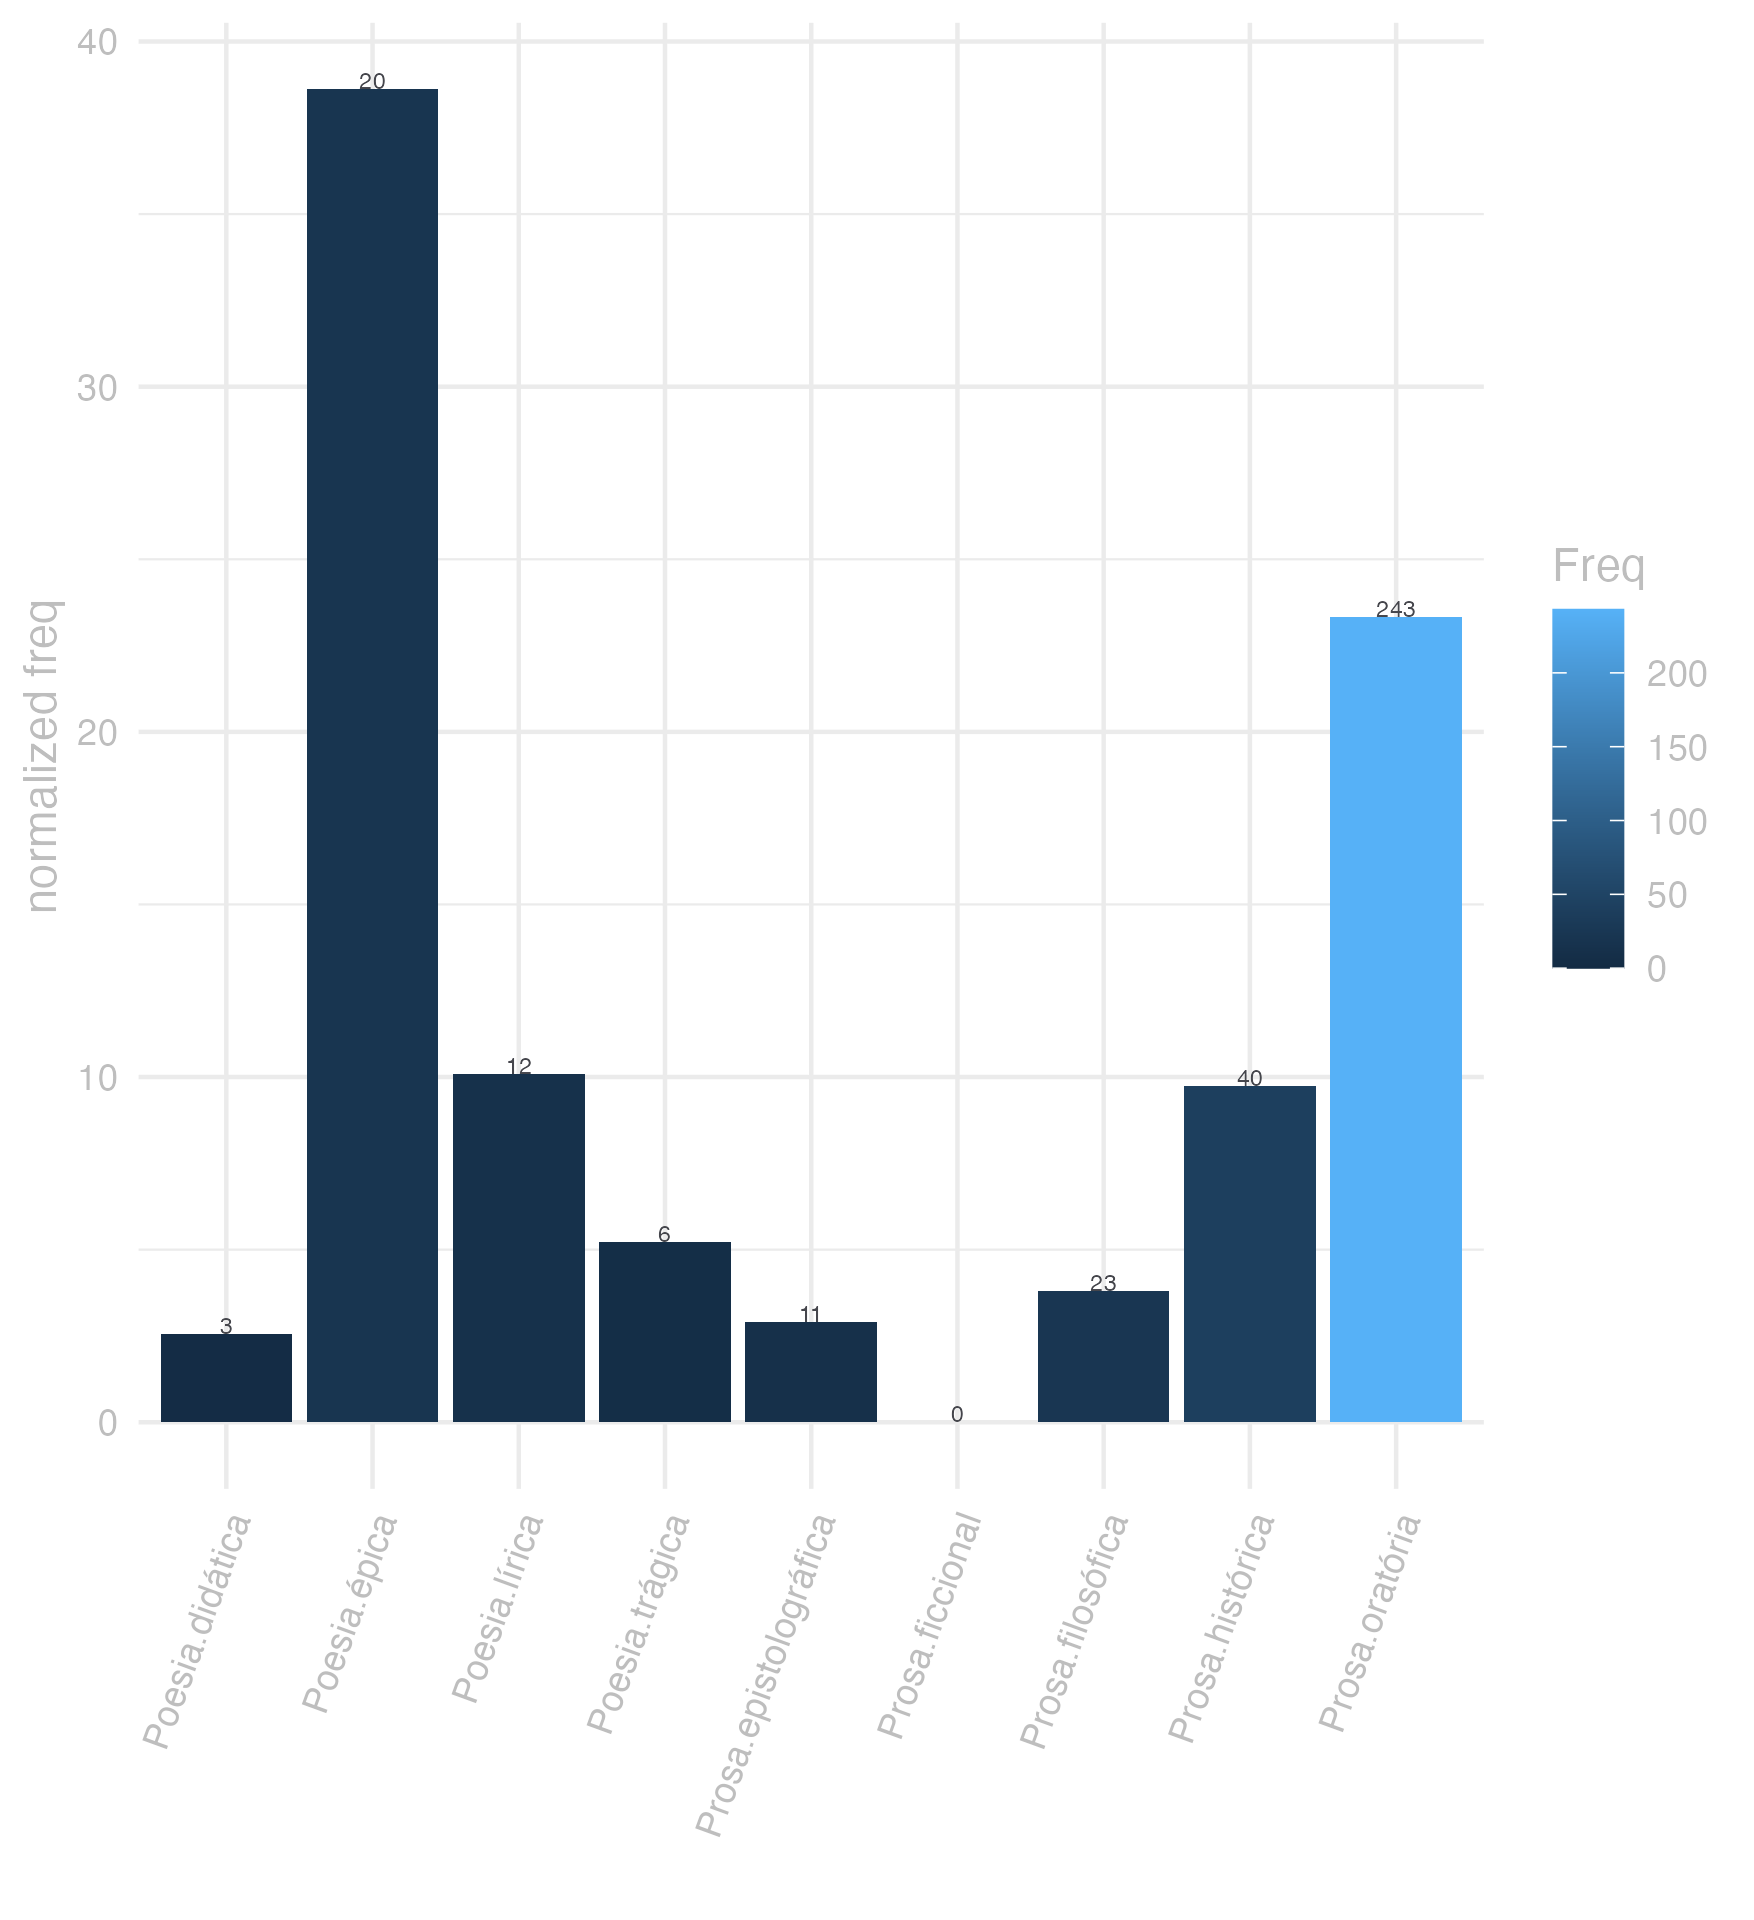 normalized freq
40
30
20
10
0
20
243
12
40
6
23
11
3
0
Poesia.didática
Poesia.épica
Poesia.lírica
Poesia.trágica
Prosa.epistolográfica
Prosa.ficcional
Prosa.filosófica
Prosa.histórica
Prosa.oratória
Freq
200
150
100
50
0